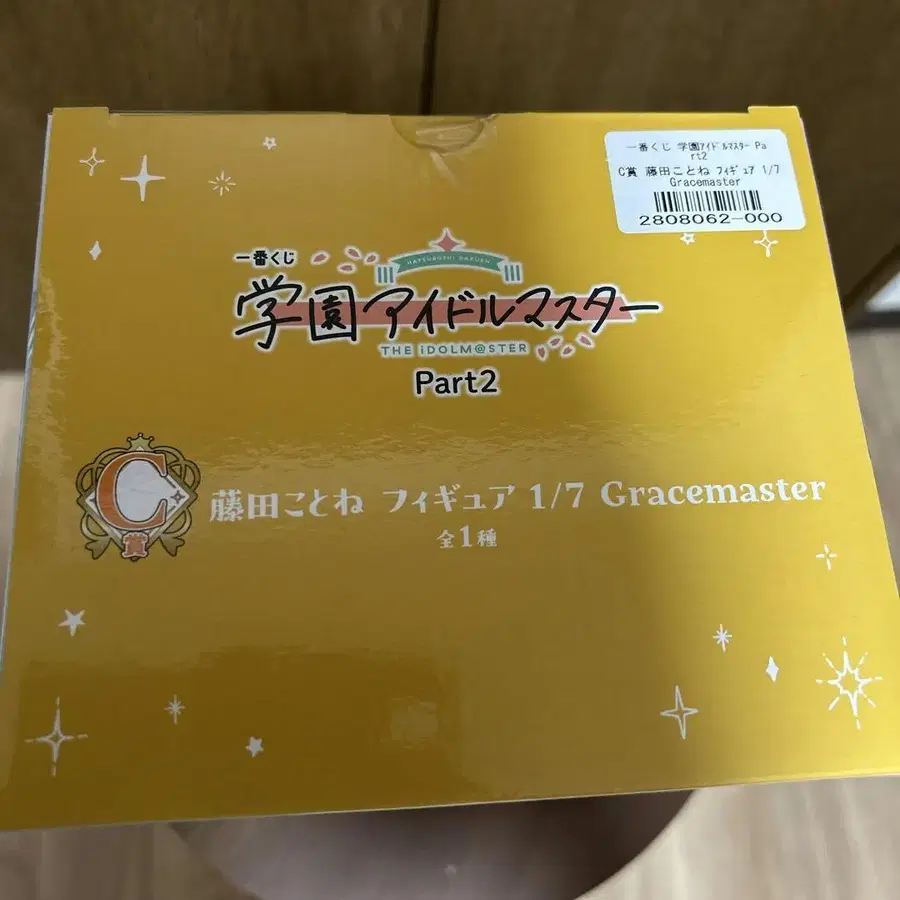 一番くじ 学園アイドルマスター Pa
rt2
C賞 藤田ことね フィギュア 1/7
Gracemaster
2808062-000
一番くじ
HATSUBOSHI GAKUEN
学園アイドルマスター
THE iDOLM@STER
Part2
C賞
藤田ことね フィギュア 1/7 Gracemaster
全1種